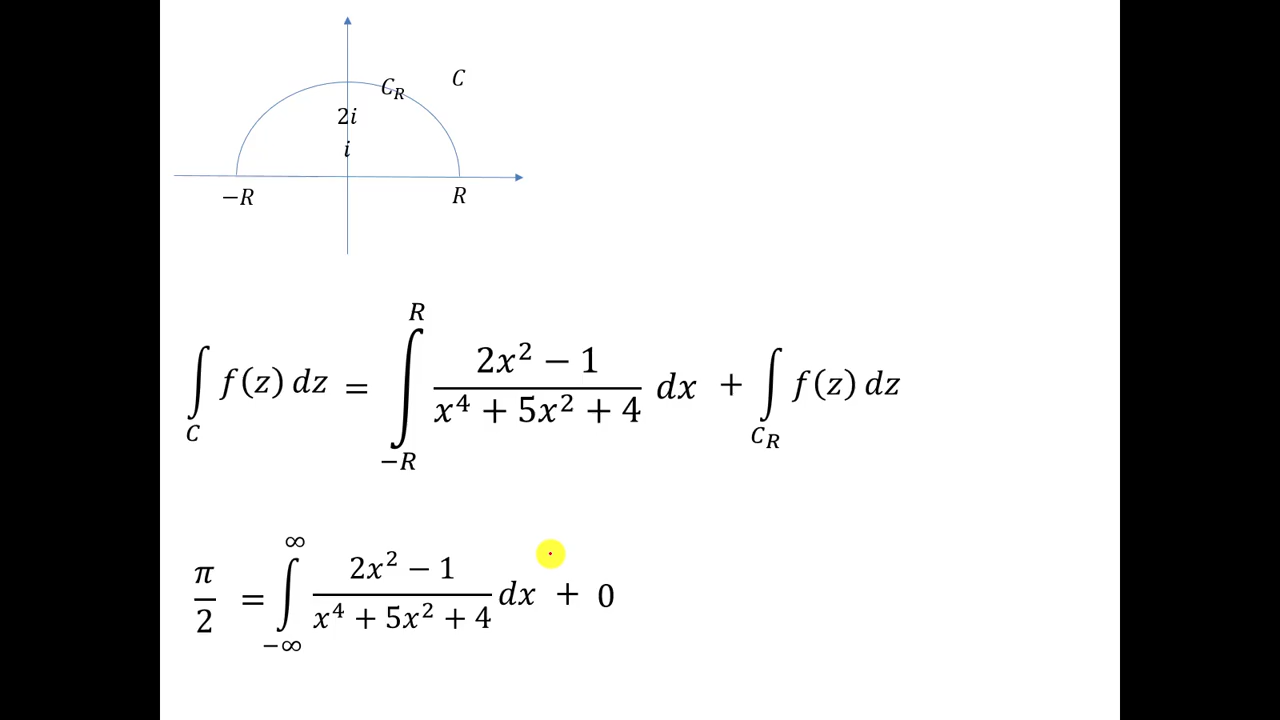 C_R C
2i
i
−R R
∫_C f(z) dz = ∫_{−R}^{R} (2x² − 1)/(x⁴ + 5x² + 4) dx + ∫_{C_R} f(z) dz
π/2 = ∫_{−∞}^{∞} (2x² − 1)/(x⁴ + 5x² + 4) dx + 0